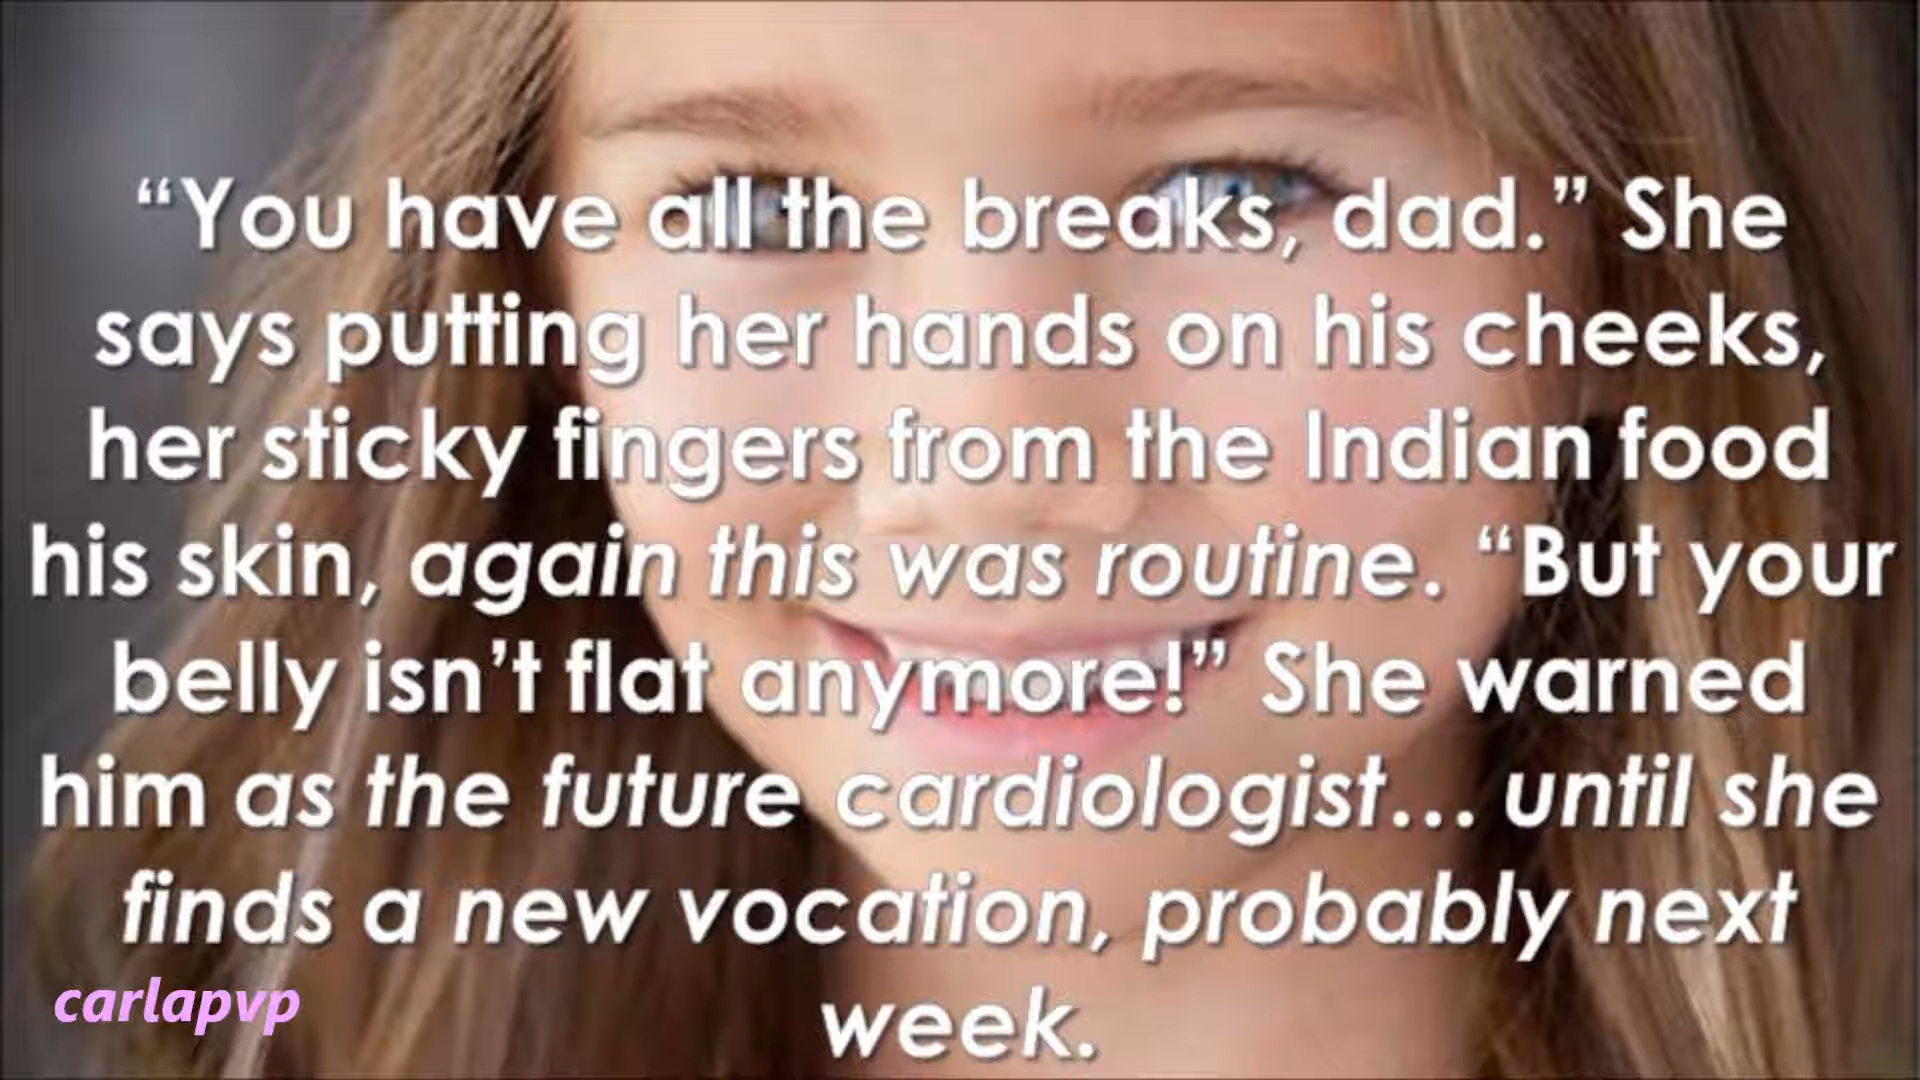 “You have all the breaks, dad.” She
says putting her hands on his cheeks,
her sticky fingers from the Indian food
his skin, again this was routine. “But your
belly isn’t flat anymore!” She warned
him as the future cardiologist… until she
finds a new vocation, probably next
week.
carlapvp